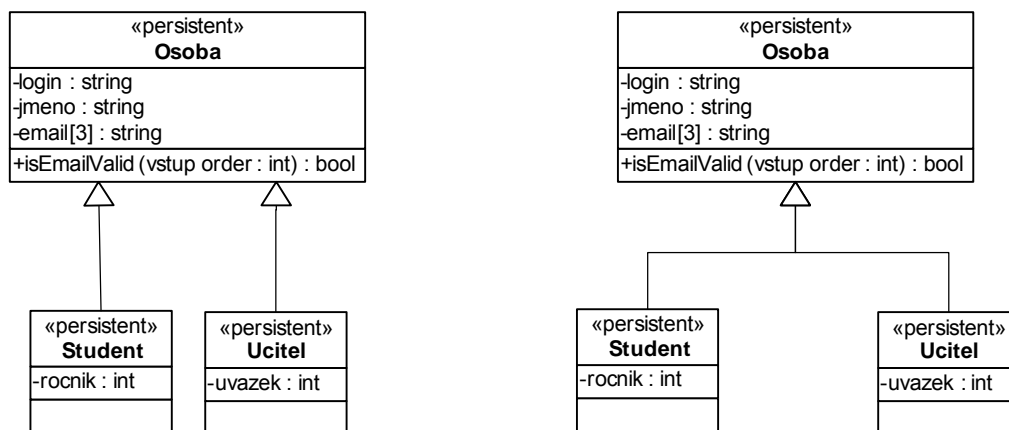 «persistent»
Osoba
-login : string
-jmeno : string
-email[3] : string
+isEmailValid (vstup order : int) : bool
«persistent»
Student
-rocnik : int
«persistent»
Ucitel
-uvazek : int
«persistent»
Osoba
-login : string
-jmeno : string
-email[3] : string
+isEmailValid (vstup order : int) : bool
«persistent»
Student
-rocnik : int
«persistent»
Ucitel
-uvazek : int